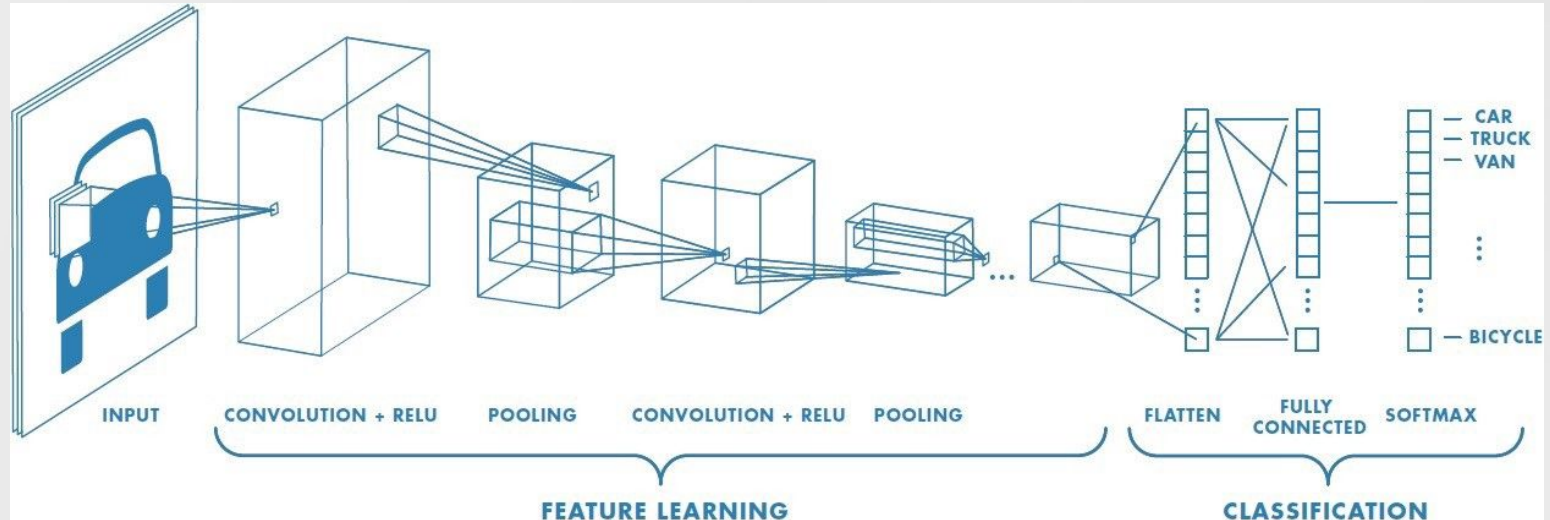 CAR
TRUCK
VAN
BICYCLE
INPUT
CONVOLUTION + RELU
POOLING
CONVOLUTION + RELU
POOLING
FLATTEN
FULLY
CONNECTED
SOFTMAX
FEATURE LEARNING
CLASSIFICATION